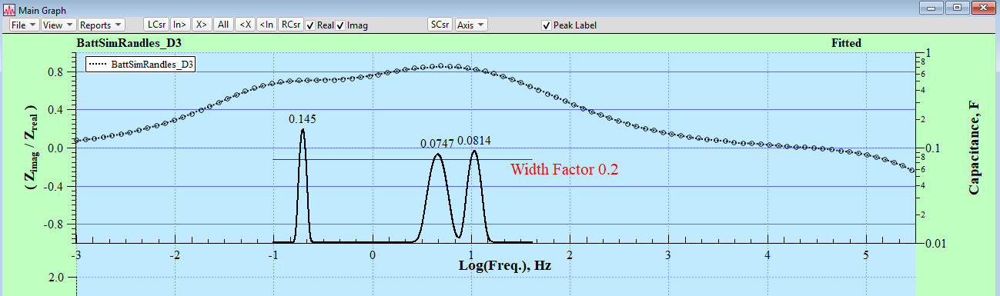 Main Graph
File View Reports LCsr In> X> All <X <In RCsr Real Imag SCsr Axis Peak Label
BattSimRandles_D3 Fitted
BattSimRandles_D3
0.8
0.4
0.0
-0.4
-0.8
( Zimag / Zreal )
0.145
0.0747 0.0814
Width Factor 0.2
1
8
6
4
2
0.1
8
6
4
2
0.01
Capacitance, F
-3 -2 -1 0 1 2 3 4 5
Log(Freq.), Hz
2.0